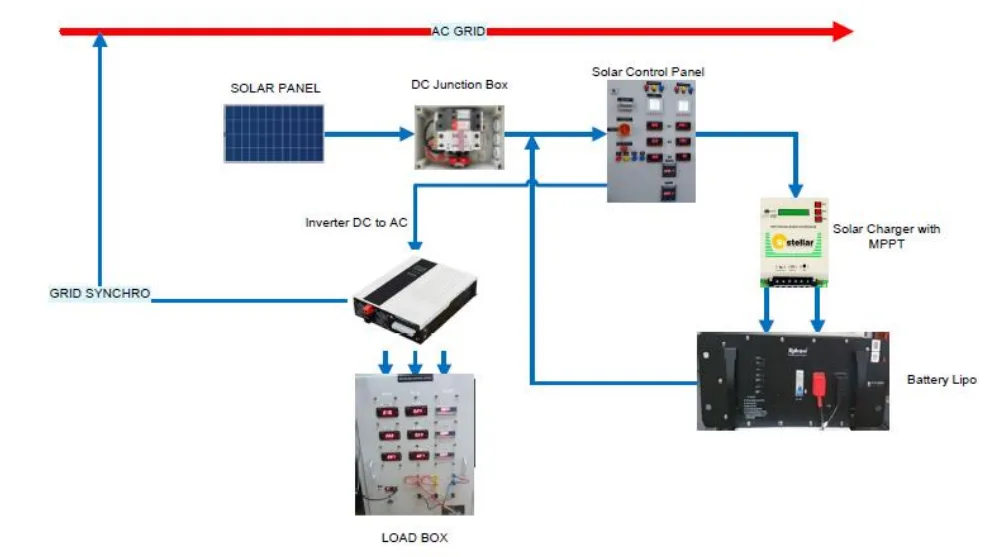 AC GRID
SOLAR PANEL
DC Junction Box
Solar Control Panel
Inverter DC to AC
Solar Charger with
MPPT
stellar
GRID SYNCHRO
Battery Lipo
LOAD BOX